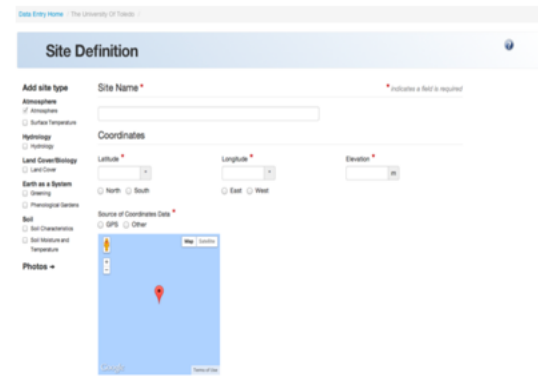 Data Entry Home / The University Of Toledo /
Site Definition
Add site type
Atmosphere
Atmosphere
Surface Temperature
Hydrology
Hydrology
Land Cover/Biology
Land Cover
Earth as a System
Greening
Phenological Gardens
Soil
Soil Characteristics
Soil Moisture and
Temperature
Photos
Site Name *
* indicates a field is required
Coordinates
Latitude * Longitude * Elevation *
° ° m
North South East West
Source of Coordinates Data *
GPS Other
Map Satellite
+
-
Google Terms of Use